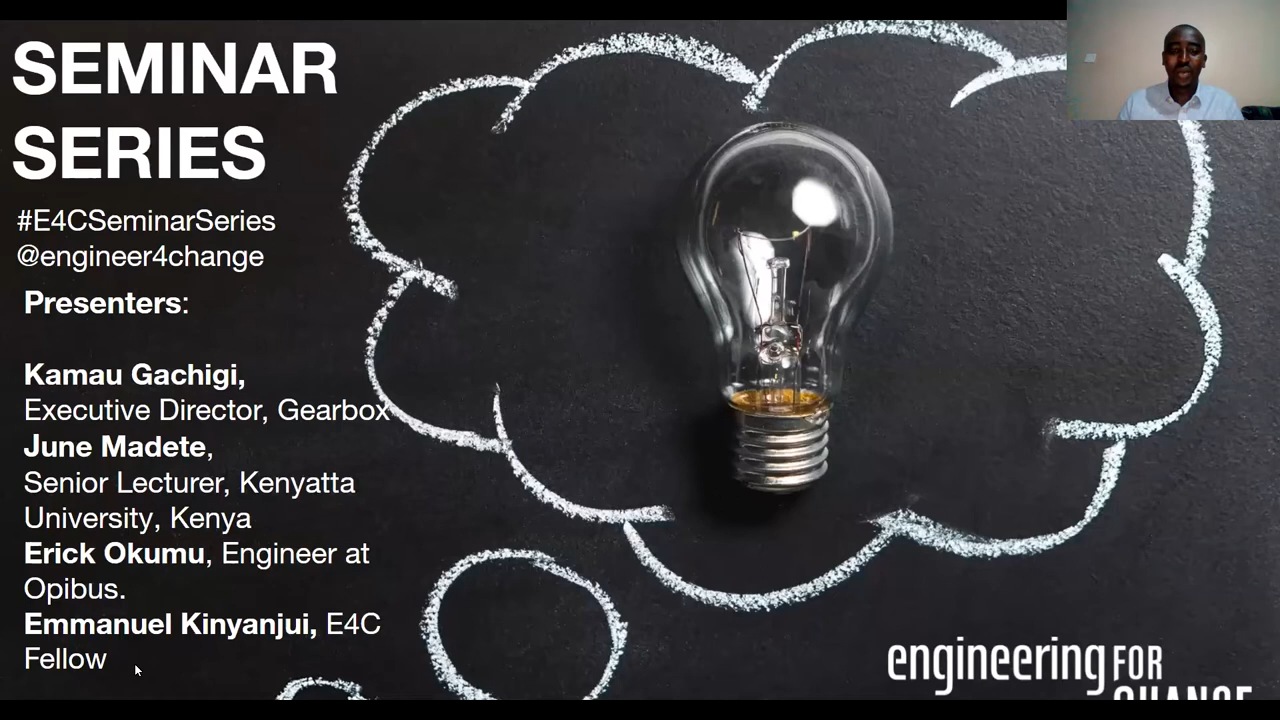 SEMINAR
SERIES
#E4CSeminarSeries
@engineer4change
Presenters:
Kamau Gachigi,
Executive Director, Gearbox
June Madete,
Senior Lecturer, Kenyatta
University, Kenya
Erick Okumu, Engineer at
Opibus.
Emmanuel Kinyanjui, E4C
Fellow
engineering FOR
CHANGE